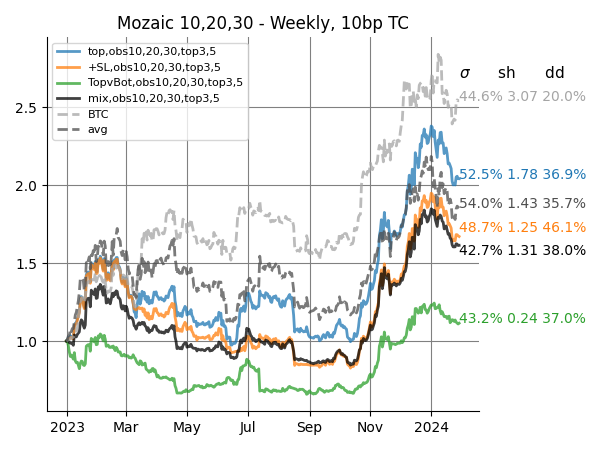 Mozaic 10,20,30 - Weekly, 10bp TC
top,obs10,20,30,top3,5
+SL,obs10,20,30,top3,5
TopvBot,obs10,20,30,top3,5
mix,obs10,20,30,top3,5
BTC
avg
σ sh dd
44.6% 3.07 20.0%
52.5% 1.78 36.9%
54.0% 1.43 35.7%
48.7% 1.25 46.1%
42.7% 1.31 38.0%
43.2% 0.24 37.0%
2.5
2.0
1.5
1.0
2023 Mar May Jul Sep Nov 2024